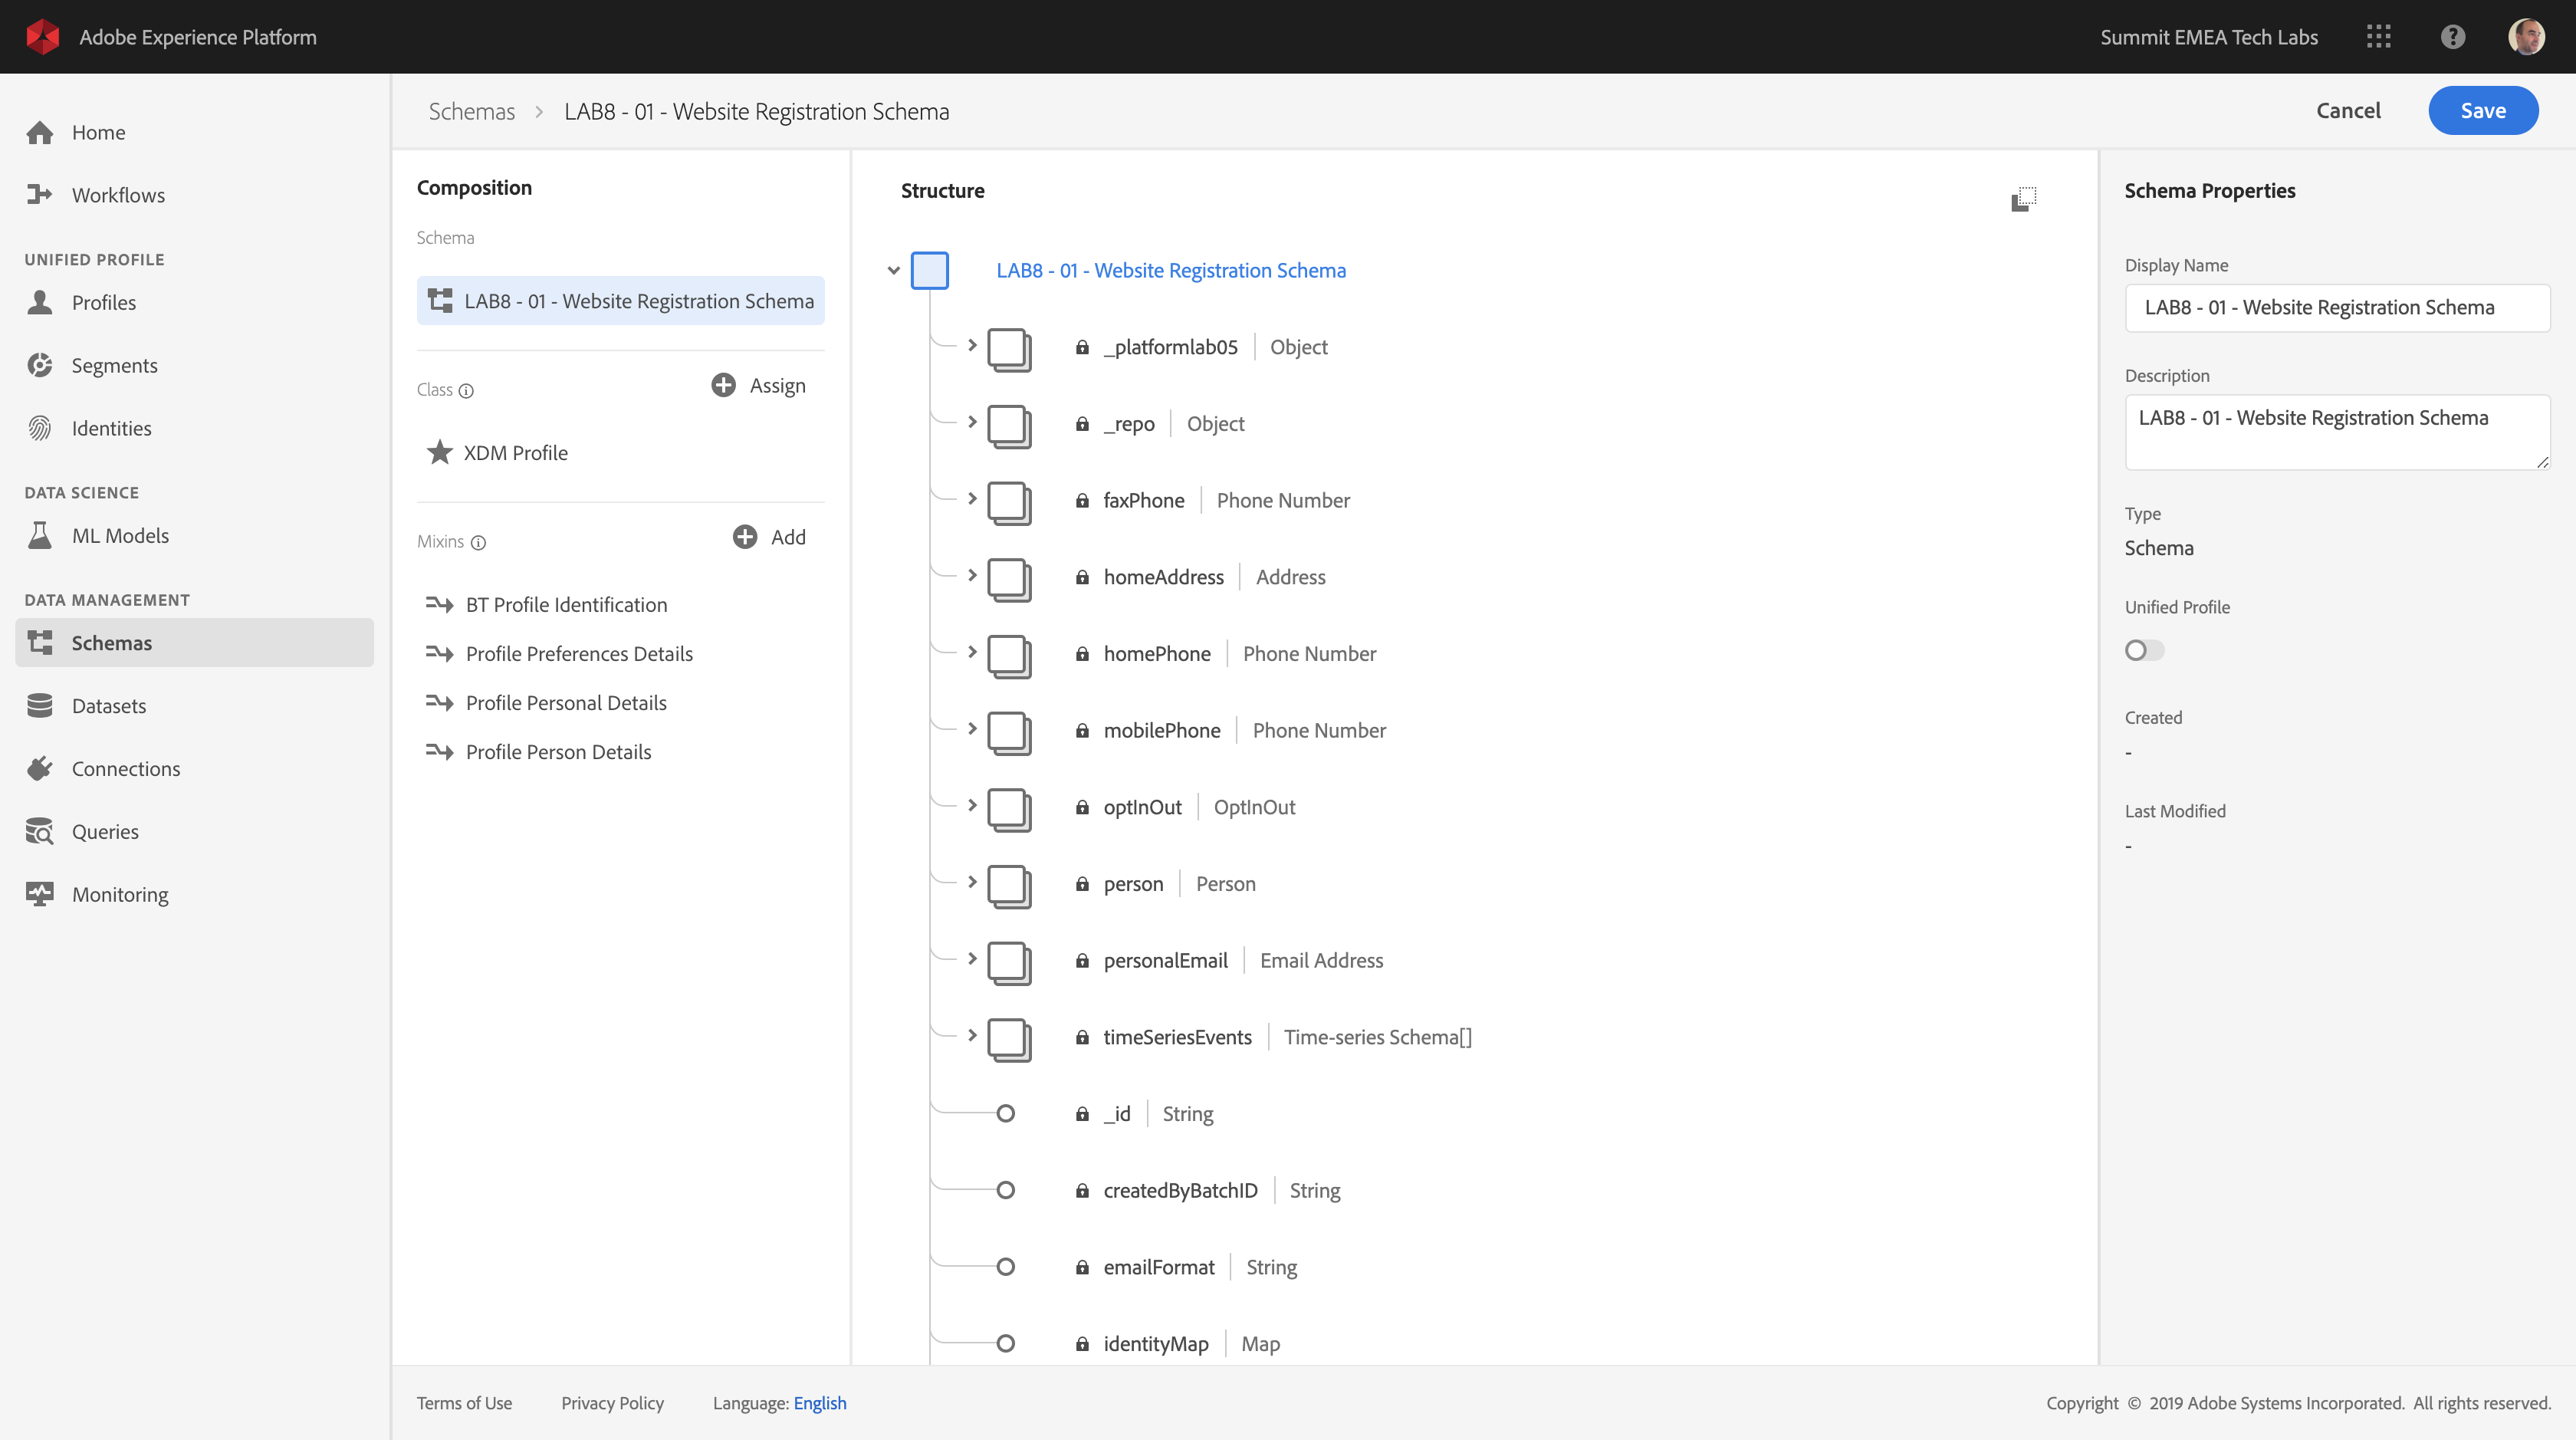 Adobe Experience Platform
Summit EMEA Tech Labs
Home
Workflows
UNIFIED PROFILE
Profiles
Segments
Identities
DATA SCIENCE
ML Models
DATA MANAGEMENT
Schemas
Datasets
Connections
Queries
Monitoring
Schemas > LAB8 - 01 - Website Registration Schema
Cancel
Save
Composition
Schema
LAB8 - 01 - Website Registration Schema
Class
Assign
XDM Profile
Mixins
Add
BT Profile Identification
Profile Preferences Details
Profile Personal Details
Profile Person Details
Structure
LAB8 - 01 - Website Registration Schema
_platformlab05 | Object
_repo | Object
faxPhone | Phone Number
homeAddress | Address
homePhone | Phone Number
mobilePhone | Phone Number
optInOut | OptInOut
person | Person
personalEmail | Email Address
timeSeriesEvents | Time-series Schema[]
_id | String
createdByBatchID | String
emailFormat | String
identityMap | Map
Schema Properties
Display Name
LAB8 - 01 - Website Registration Schema
Description
LAB8 - 01 - Website Registration Schema
Type
Schema
Unified Profile
Created
-
Last Modified
-
Terms of Use
Privacy Policy
Language: English
Copyright © 2019 Adobe Systems Incorporated. All rights reserved.